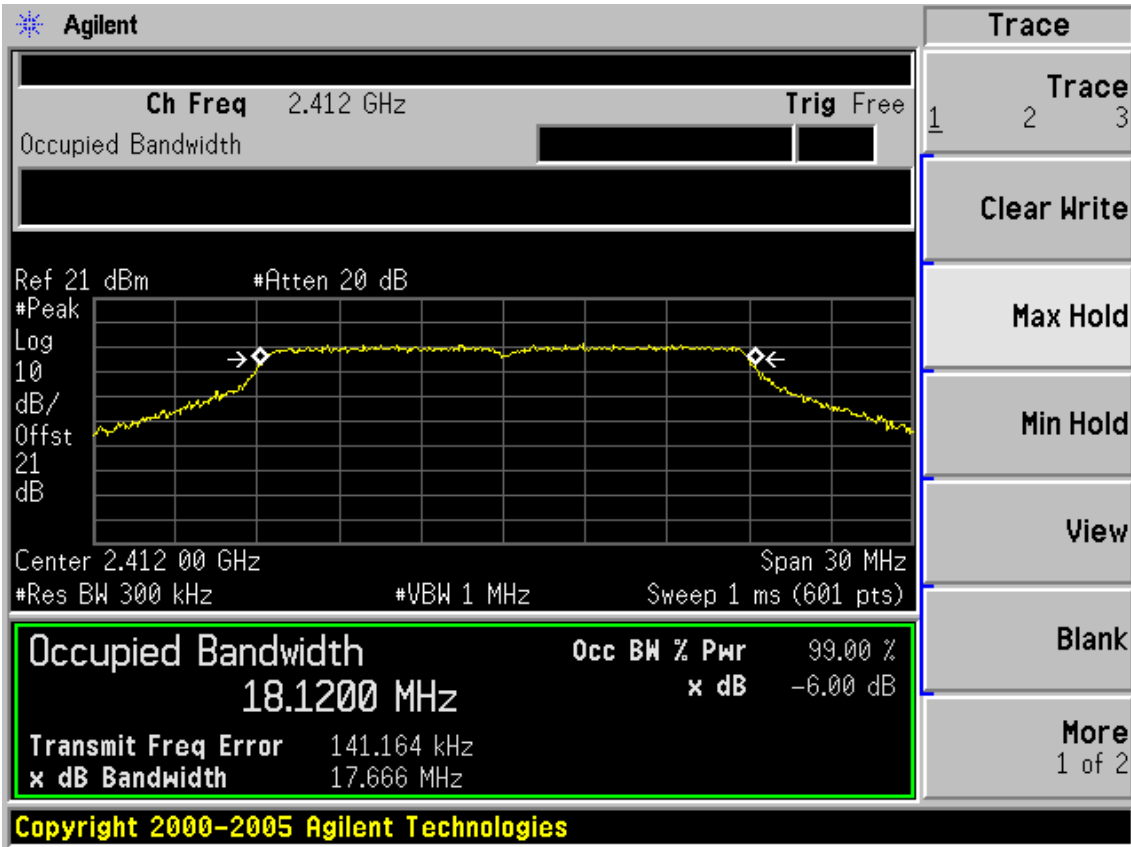 Agilent
Ch Freq 2.412 GHz Trig Free
Occupied Bandwidth
Ref 21 dBm #Atten 20 dB
#Peak
Log
10
dB/
Offst
21
dB
Center 2.412 00 GHz Span 30 MHz
#Res BW 300 kHz #VBW 1 MHz Sweep 1 ms (601 pts)
Occupied Bandwidth Occ BW % Pwr 99.00 %
18.1200 MHz x dB -6.00 dB
Transmit Freq Error 141.164 kHz
x dB Bandwidth 17.666 MHz
Copyright 2000-2005 Agilent Technologies
Trace
Trace
1 2 3
Clear Write
Max Hold
Min Hold
View
Blank
More
1 of 2